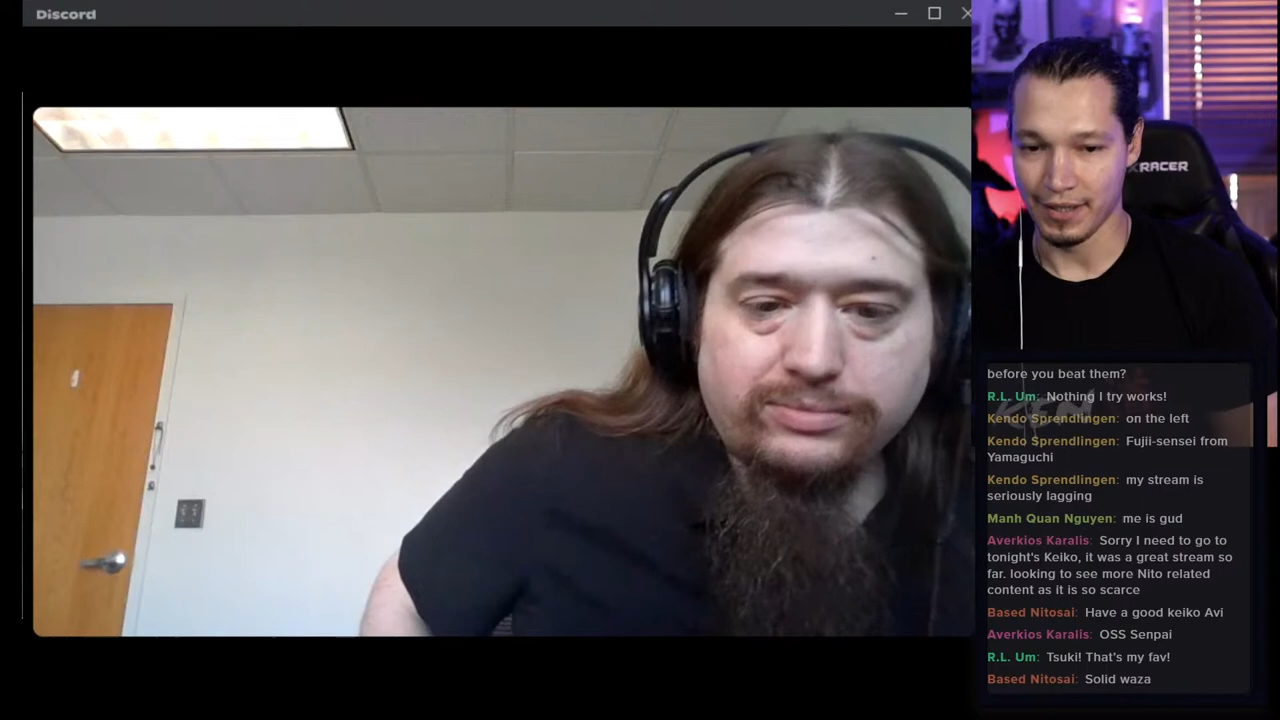 Discord
RACER
before you beat them?
R.L. Um: Nothing I try works!
Kendo Sprendlingen: on the left
Kendo Sprendlingen: Fujii-sensei from
Yamaguchi
Kendo Sprendlingen: my stream is
seriously lagging
Manh Quan Nguyen: me is gud
Averkios Karalis: Sorry I need to go to
tonight's Keiko, it was a great stream so
far. looking to see more Nito related
content as it is so scarce
Based Nitosai: Have a good keiko Avi
Averkios Karalis: OSS Senpai
R.L. Um: Tsuki! That's my fav!
Based Nitosai: Solid waza